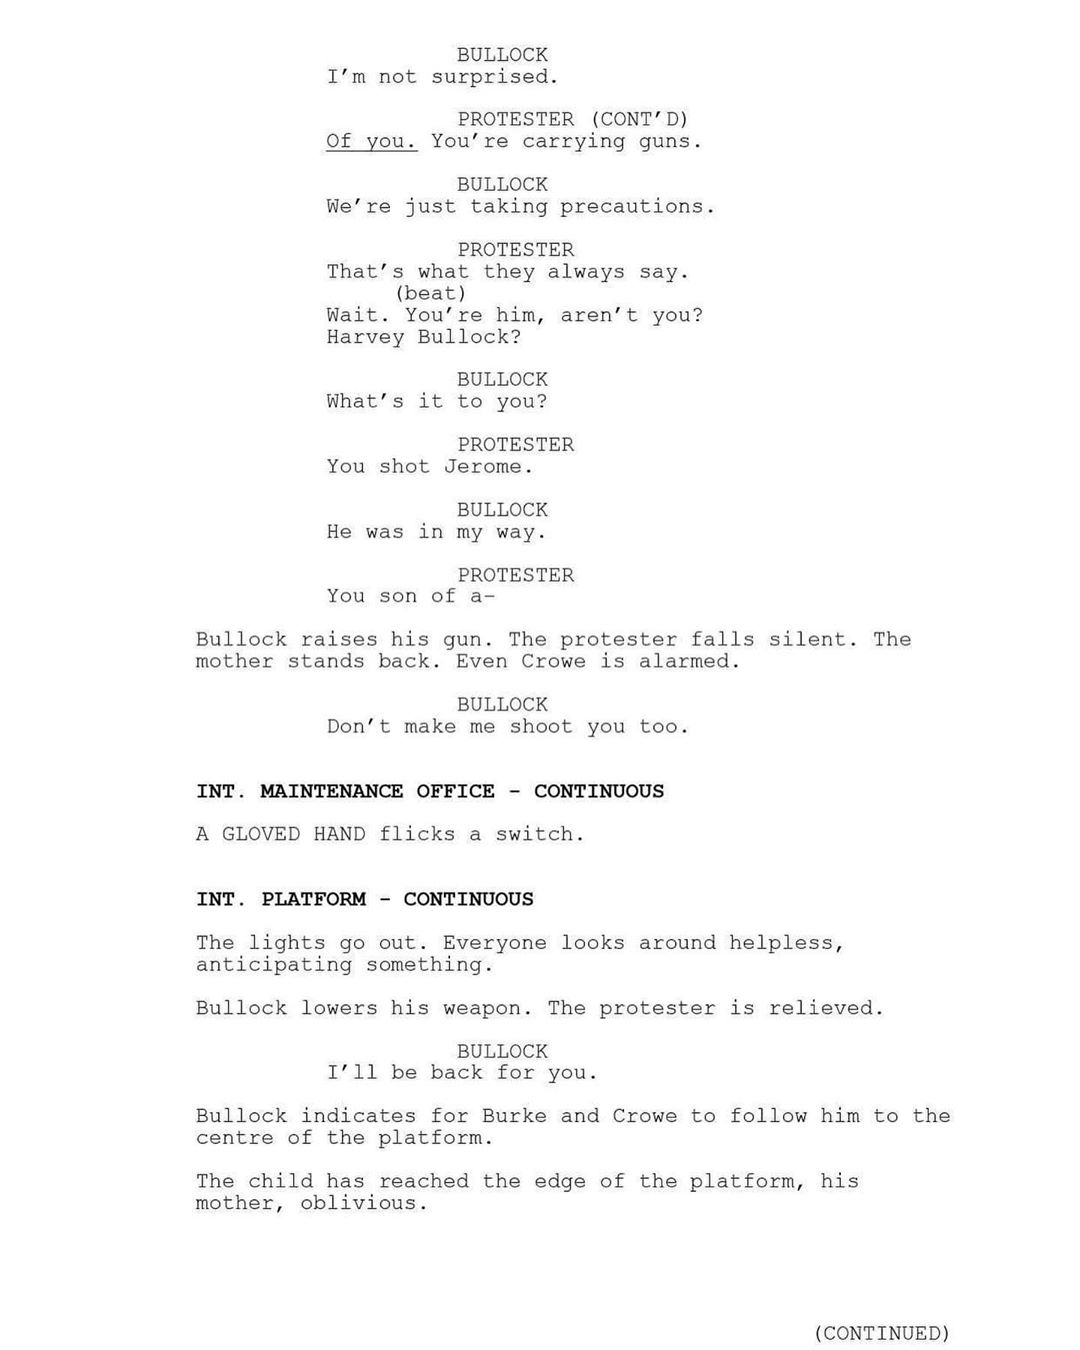 BULLOCK
I'm not surprised.
PROTESTER (CONT'D)
Of you. You're carrying guns.
BULLOCK
We're just taking precautions.
PROTESTER
That's what they always say.
(beat)
Wait. You're him, aren't you?
Harvey Bullock?
BULLOCK
What's it to you?
PROTESTER
You shot Jerome.
BULLOCK
He was in my way.
PROTESTER
You son of a-
Bullock raises his gun. The protester falls silent. The
mother stands back. Even Crowe is alarmed.
BULLOCK
Don't make me shoot you too.
INT. MAINTENANCE OFFICE - CONTINUOUS
A GLOVED HAND flicks a switch.
INT. PLATFORM - CONTINUOUS
The lights go out. Everyone looks around helpless,
anticipating something.
Bullock lowers his weapon. The protester is relieved.
BULLOCK
I'll be back for you.
Bullock indicates for Burke and Crowe to follow him to the
centre of the platform.
The child has reached the edge of the platform, his
mother, oblivious.
(CONTINUED)